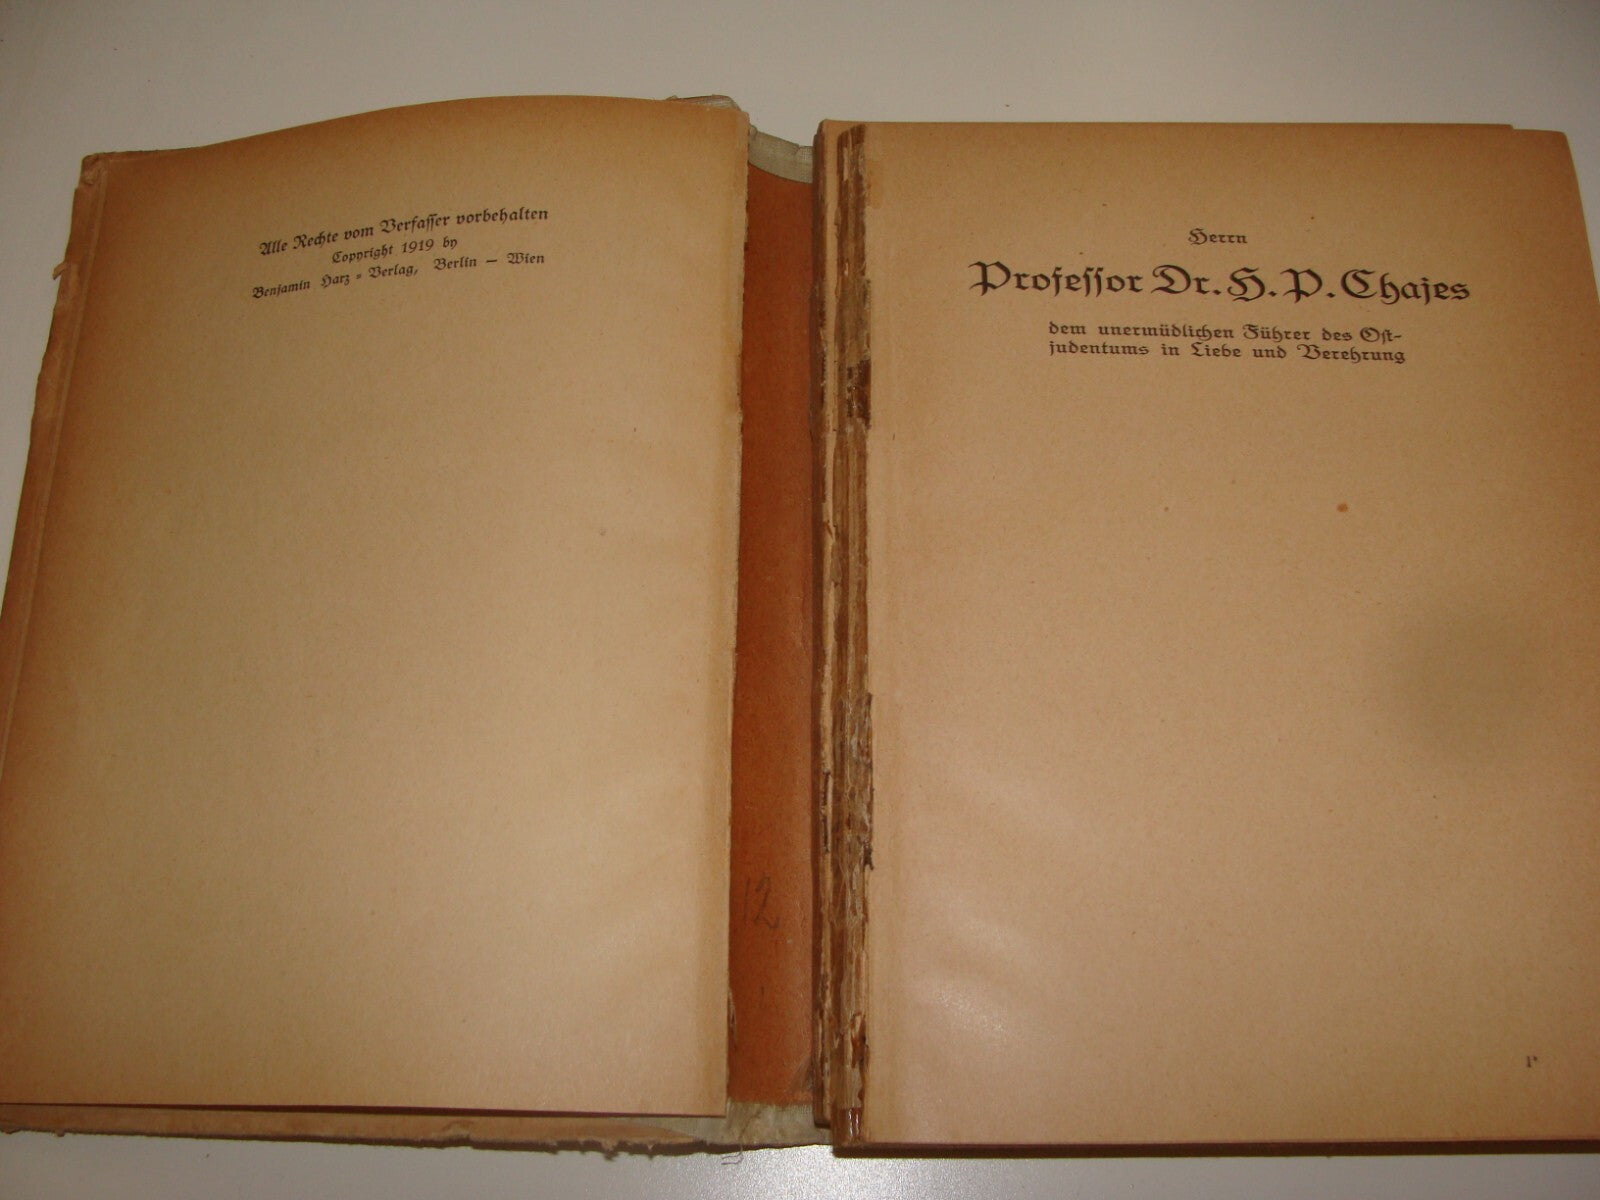 Alle Rechte vom Verfasser vorbehalten
Copyright 1919 by
Benjamin Harz-Verlag, Berlin — Wien
12
Herrn
Professor Dr. H. P. Chajes
dem unermüdlichen Führer des Ost-
judentums in Liebe und Verehrung